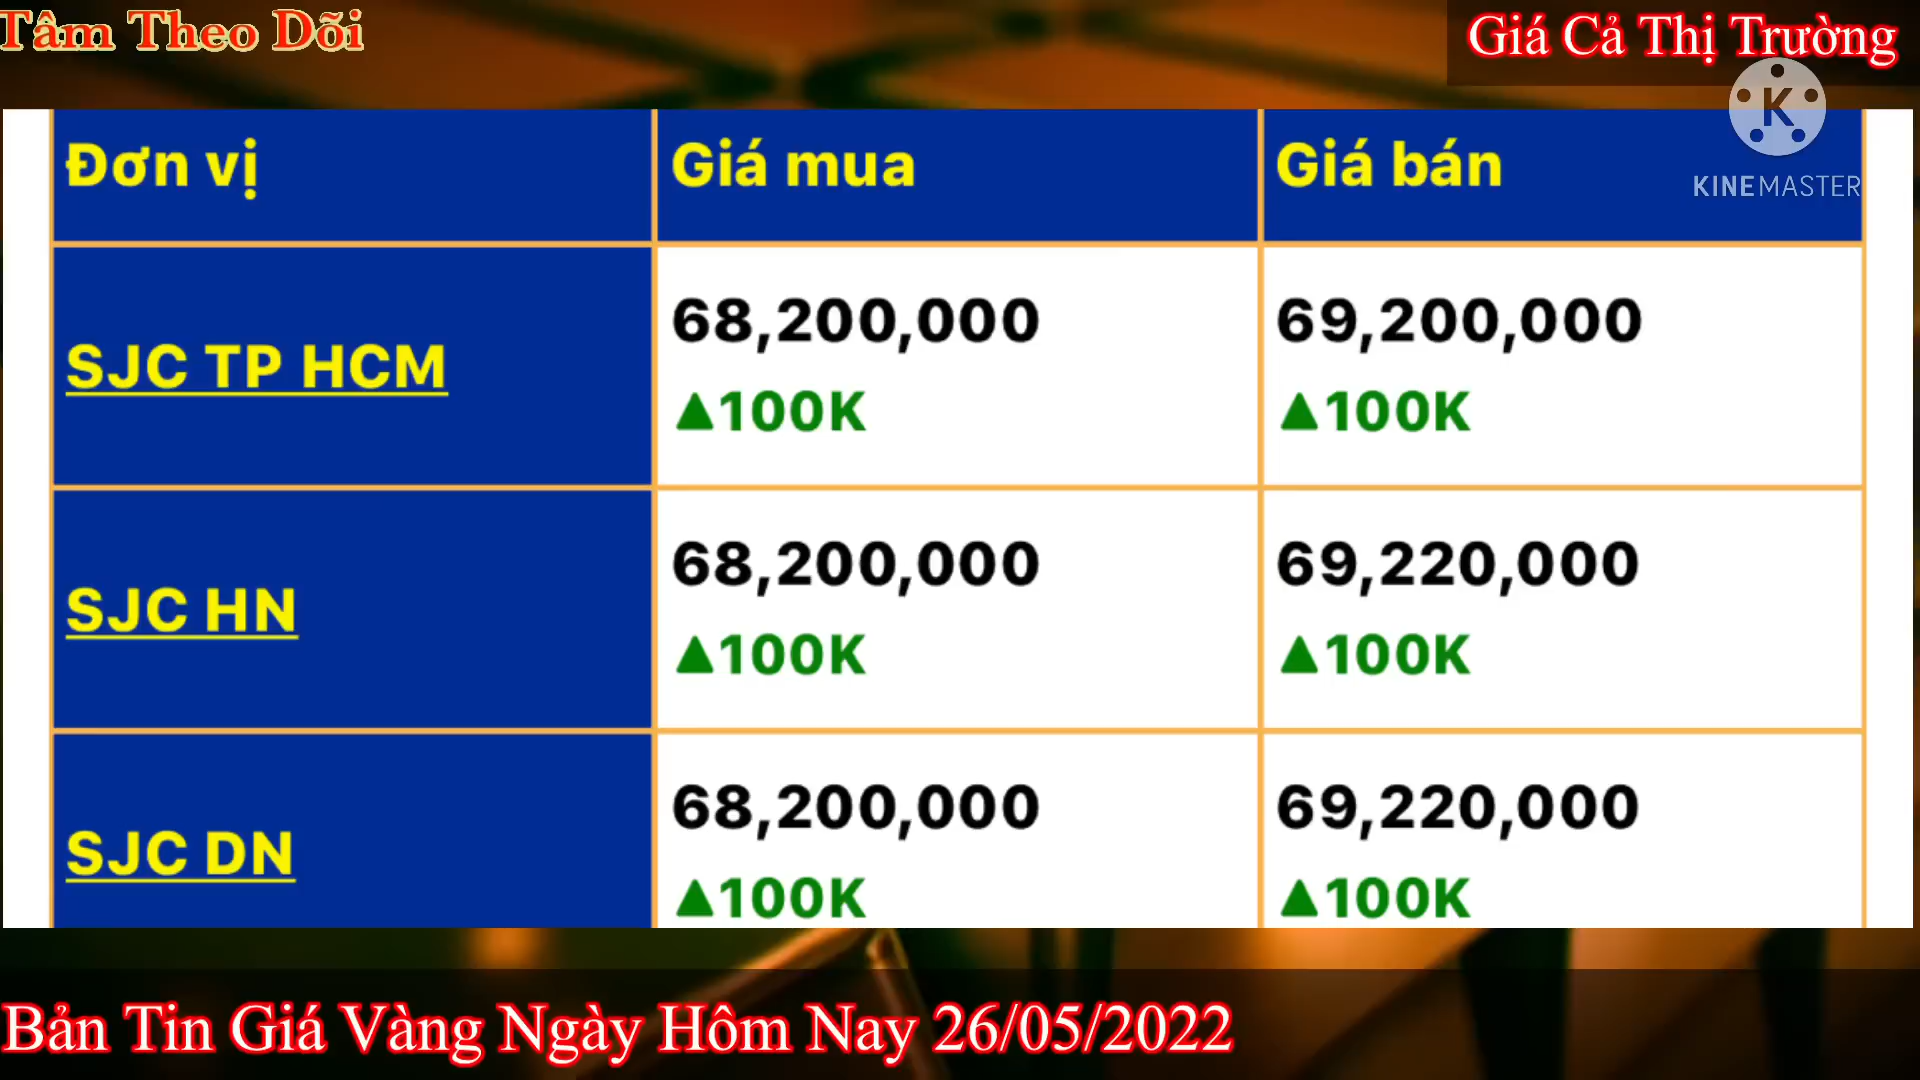 Tâm Theo Dõi
Giá Cả Thị Trường
KINEMASTER
Đơn vị Giá mua Giá bán
SJC TP HCM 68,200,000 69,200,000
▲100K ▲100K
SJC HN 68,200,000 69,220,000
▲100K ▲100K
SJC DN 68,200,000 69,220,000
▲100K ▲100K
Bản Tin Giá Vàng Ngày Hôm Nay 26/05/2022